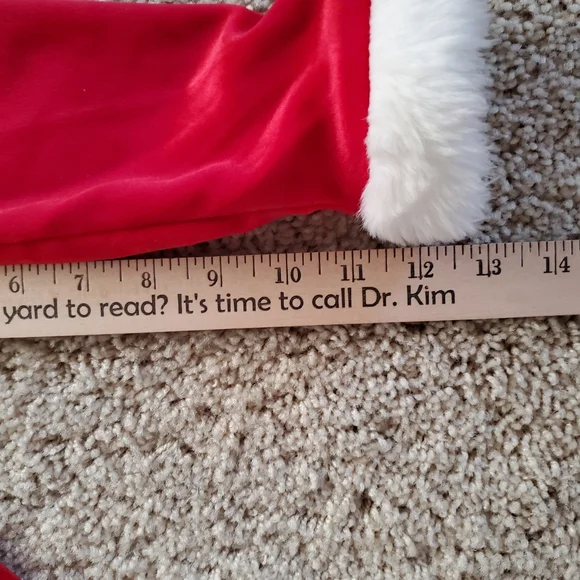 6 7 8 9 10 11 12 13 14
yard to read? It's time to call Dr. Kim